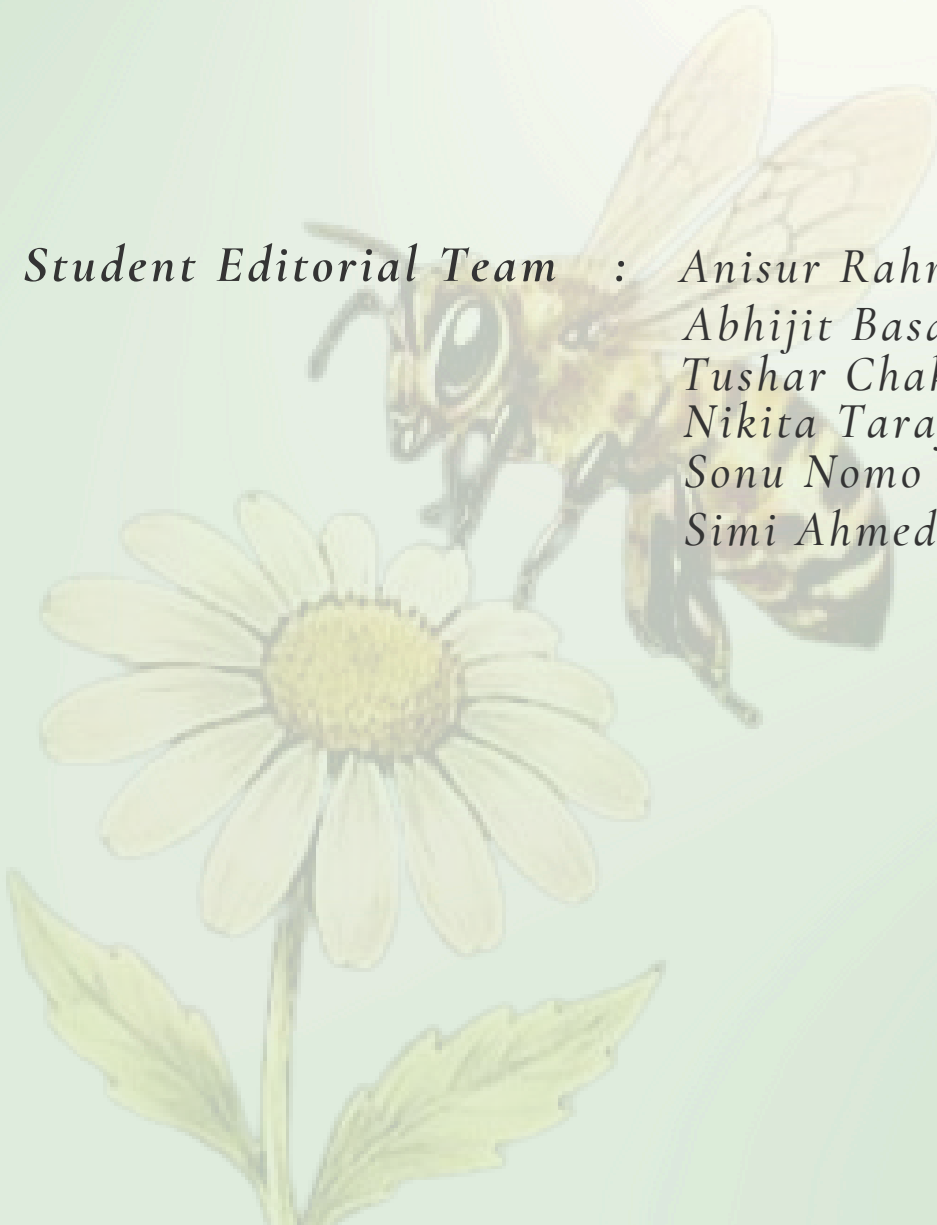 Student Editorial Team : Anisur
Abhijit
Tushar
Nikita
Sonu Nomo
Simi Ahmed